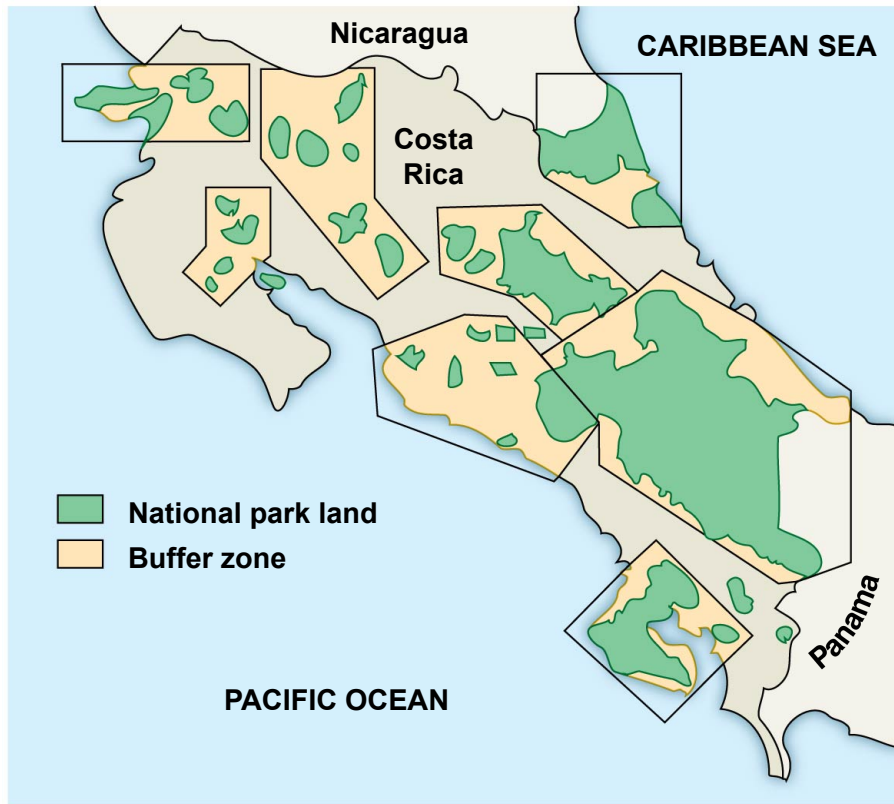 Nicaragua
CARIBBEAN SEA
Costa
Rica
National park land
Buffer zone
Panama
PACIFIC OCEAN